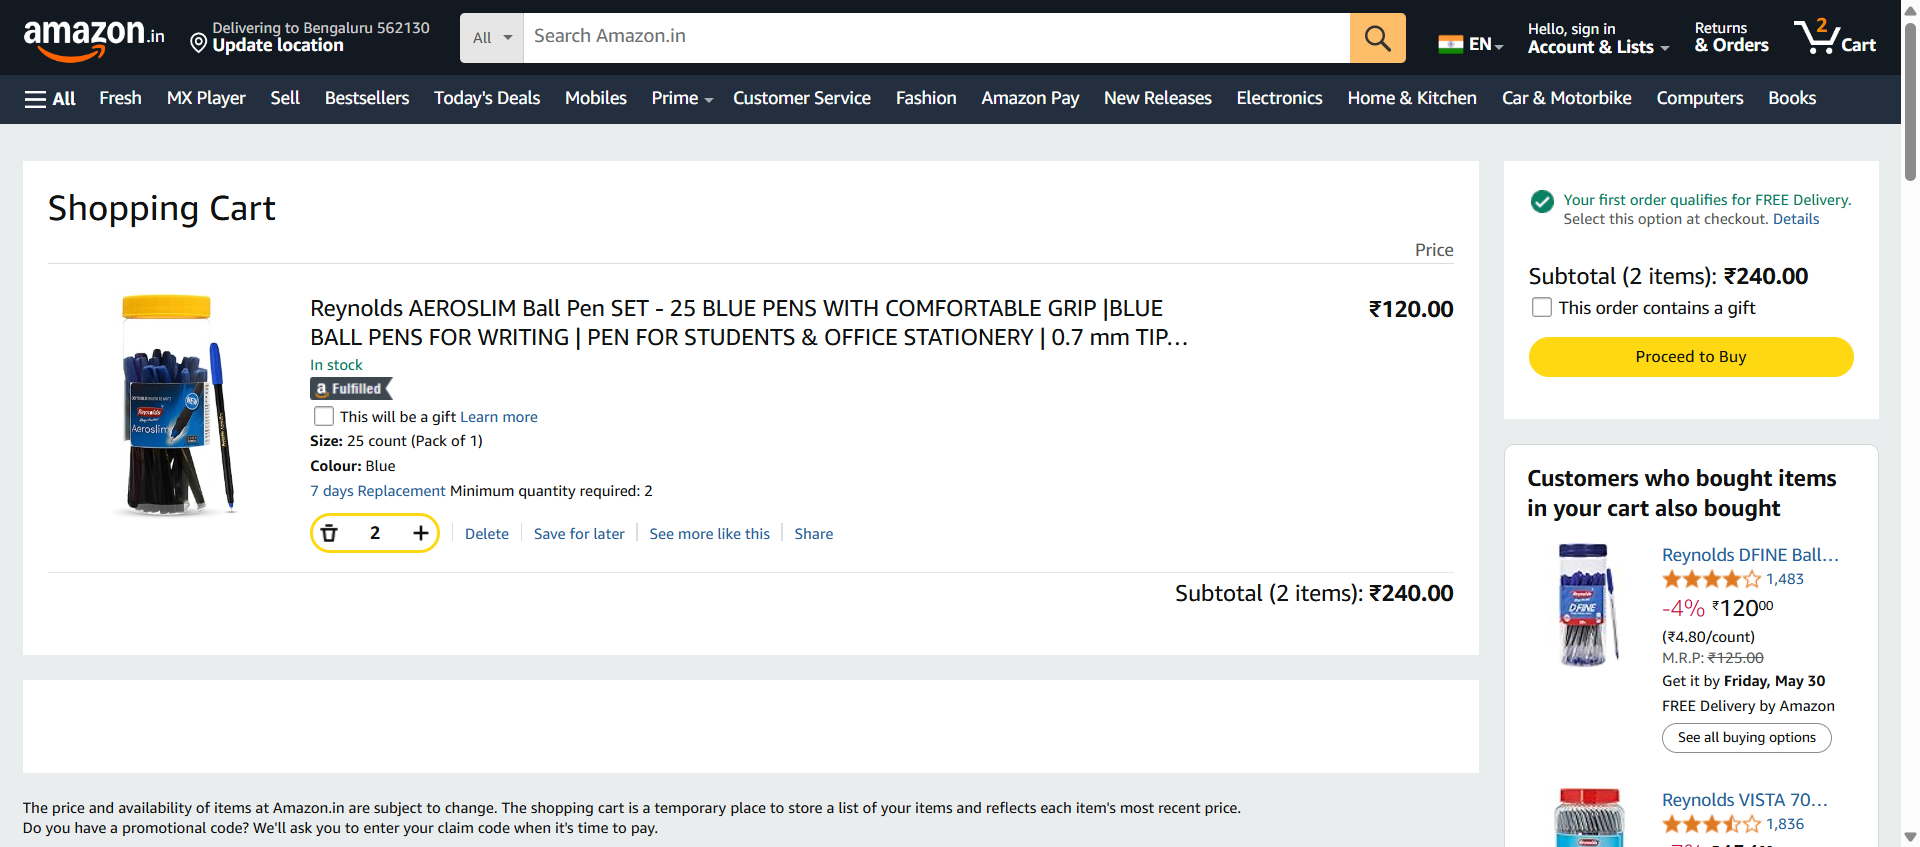 amazon.in
Delivering to Bengaluru 562130
Update location
All
Search Amazon.in
EN
Hello, sign in
Account & Lists
Returns
& Orders
2
Cart
All
Fresh
MX Player
Sell
Bestsellers
Today's Deals
Mobiles
Prime
Customer Service
Fashion
Amazon Pay
New Releases
Electronics
Home & Kitchen
Car & Motorbike
Computers
Books
Shopping Cart
Price
Reynolds AEROSLIM Ball Pen SET - 25 BLUE PENS WITH COMFORTABLE GRIP |BLUE
BALL PENS FOR WRITING | PEN FOR STUDENTS & OFFICE STATIONERY | 0.7 mm TIP…
₹120.00
In stock
a Fulfilled
This will be a gift Learn more
Size: 25 count (Pack of 1)
Colour: Blue
7 days Replacement Minimum quantity required: 2
2
Delete
Save for later
See more like this
Share
Reynolds
Aeroslim
NEW
Subtotal (2 items): ₹240.00
The price and availability of items at Amazon.in are subject to change. The shopping cart is a temporary place to store a list of your items and reflects each item's most recent price.
Do you have a promotional code? We'll ask you to enter your claim code when it's time to pay.
Your first order qualifies for FREE Delivery.
Select this option at checkout. Details
Subtotal (2 items): ₹240.00
This order contains a gift
Proceed to Buy
Customers who bought items
in your cart also bought
Reynolds
DFINE
Reynolds DFINE Ball…
1,483
-4% ₹12000
(₹4.80/count)
M.R.P: ₹125.00
Get it by Friday, May 30
FREE Delivery by Amazon
See all buying options
Reynolds VISTA 70…
1,836